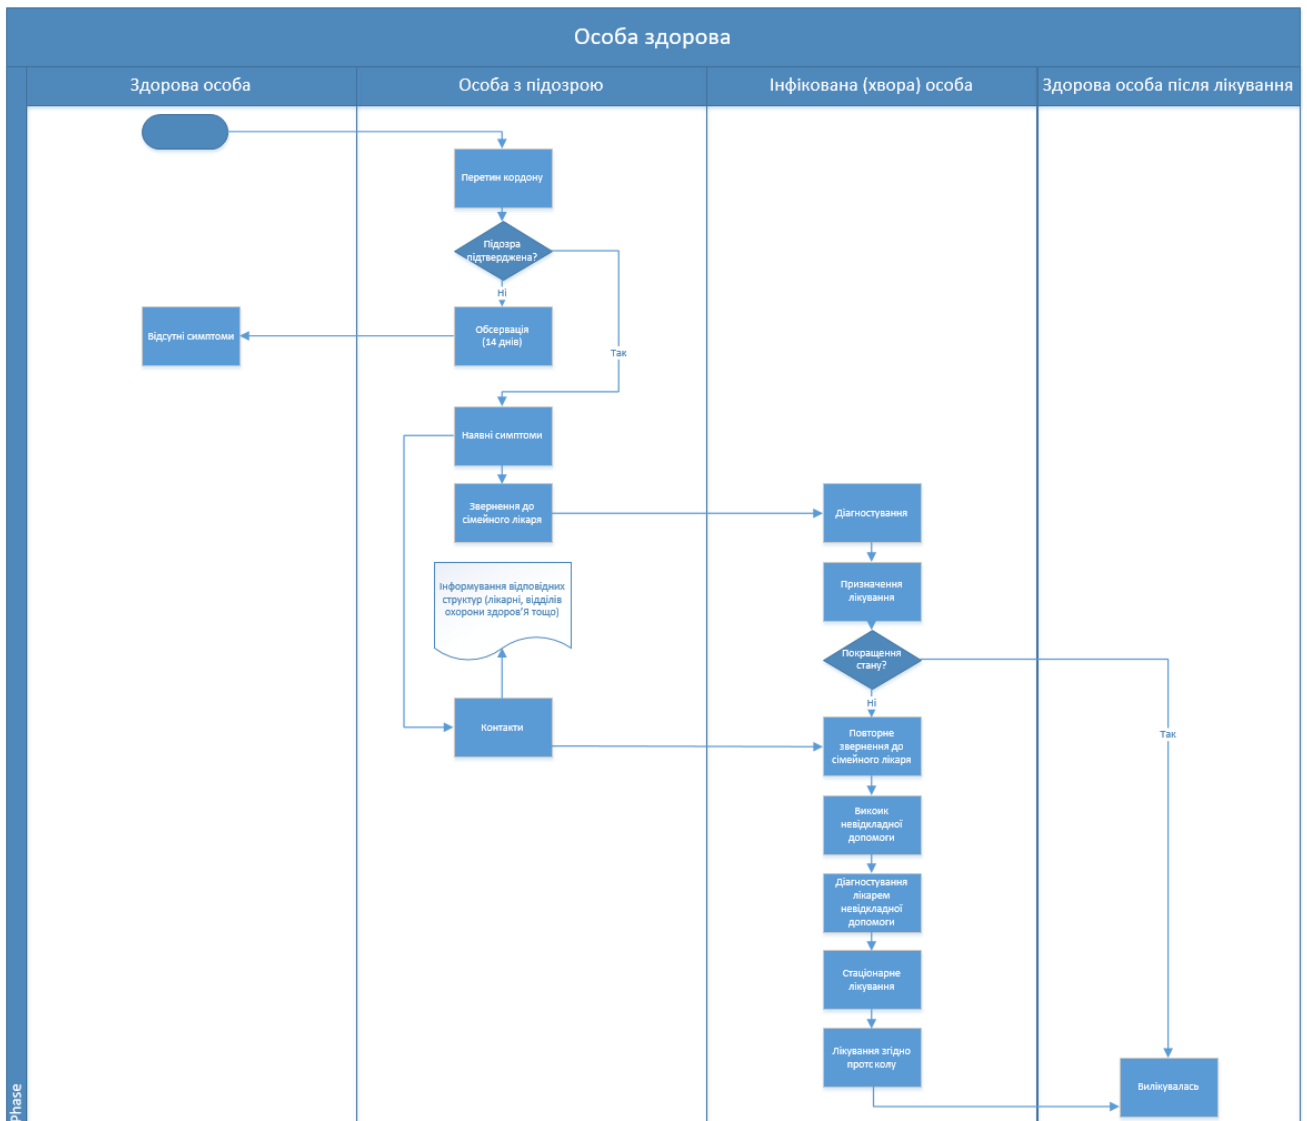 Особа здорова
Здорова особа
Особа з підозрою
Інфікована (хвора) особа
Здорова особа після лікування
Перетин кордону
Підозра
підтверджена?
Ні
Відсутні симптоми
Обсервація
(14 днів)
Так
Наявні симптоми
Звернення до
сімейного лікаря
Діагностування
Інформування відповідних
структур (лікарні, відділів
охорони здоров'Я тощо)
Призначення
лікування
Покращення
стану?
Ні
Контакти
Повторне
звернення до
сімейного лікаря
Так
Викоик
невідкладної
допомоги
Діагностування
лікарем
невідкладної
допомоги
Стаціонарне
лікування
Лікування згідно
протсколу
Вилікувалась
Phase